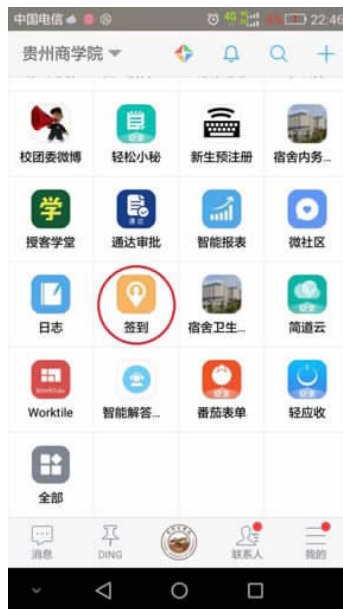 中国电信
22:46
贵州商学院
校团委微博
轻松小秘
新生预注册
宿舍内务...
学
授客学堂
通达审批
智能报表
微社区
日志
签到
宿舍卫生...
简道云
Worktile
Worktile
智能解答...
番茄表单
轻应收
全部
消息
DING
联系人
我的